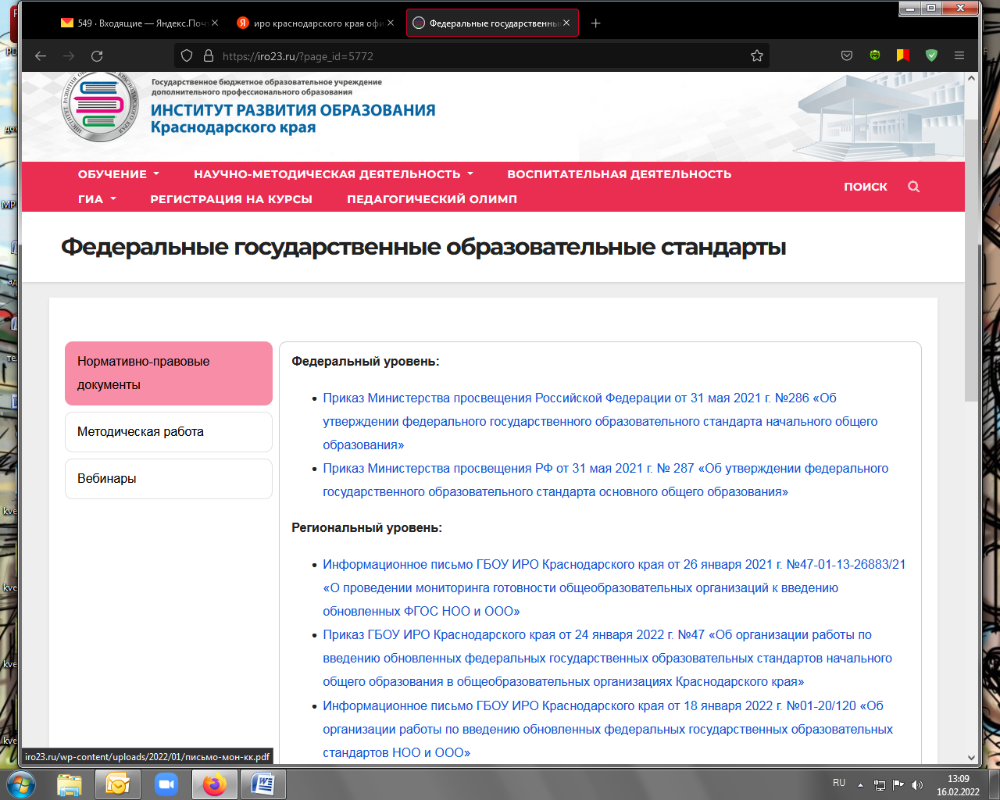 549 · Входящие — Яндекс.Поч
иро краснодарского края офи
Федеральные государственны
https://iro23.ru/?page_id=5772
Государственное бюджетное образовательное учреждение
дополнительного профессионального образования
ИНСТИТУТ РАЗВИТИЯ ОБРАЗОВАНИЯ
Краснодарского края
ОБУЧЕНИЕ
НАУЧНО-МЕТОДИЧЕСКАЯ ДЕЯТЕЛЬНОСТЬ
ВОСПИТАТЕЛЬНАЯ ДЕЯТЕЛЬНОСТЬ
ГИА
РЕГИСТРАЦИЯ НА КУРСЫ
ПЕДАГОГИЧЕСКИЙ ОЛИМП
ПОИСК
Федеральные государственные образовательные стандарты
Нормативно-правовые
документы
Методическая работа
Вебинары
Федеральный уровень:
Приказ Министерства просвещения Российской Федерации от 31 мая 2021 г. №286 «Об
утверждении федерального государственного образовательного стандарта начального общего
образования»
Приказ Министерства просвещения РФ от 31 мая 2021 г. № 287 «Об утверждении федерального
государственного образовательного стандарта основного общего образования»
Региональный уровень:
Информационное письмо ГБОУ ИРО Краснодарского края от 26 января 2021 г. №47-01-13-26883/21
«О проведении мониторинга готовности общеобразовательных организаций к введению
обновленных ФГОС НОО и ООО»
Приказ ГБОУ ИРО Краснодарского края от 24 января 2022 г. №47 «Об организации работы по
введению обновленных федеральных государственных образовательных стандартов начального
общего образования в общеобразовательных организациях Краснодарского края»
Информационное письмо ГБОУ ИРО Краснодарского края от 18 января 2022 г. №01-20/120 «Об
организации работы по введению обновленных федеральных государственных образовательных
стандартов НОО и ООО»
iro23.ru/wp-content/uploads/2022/01/письмо-мон-кк.pdf
RU
13:09
16.02.2022